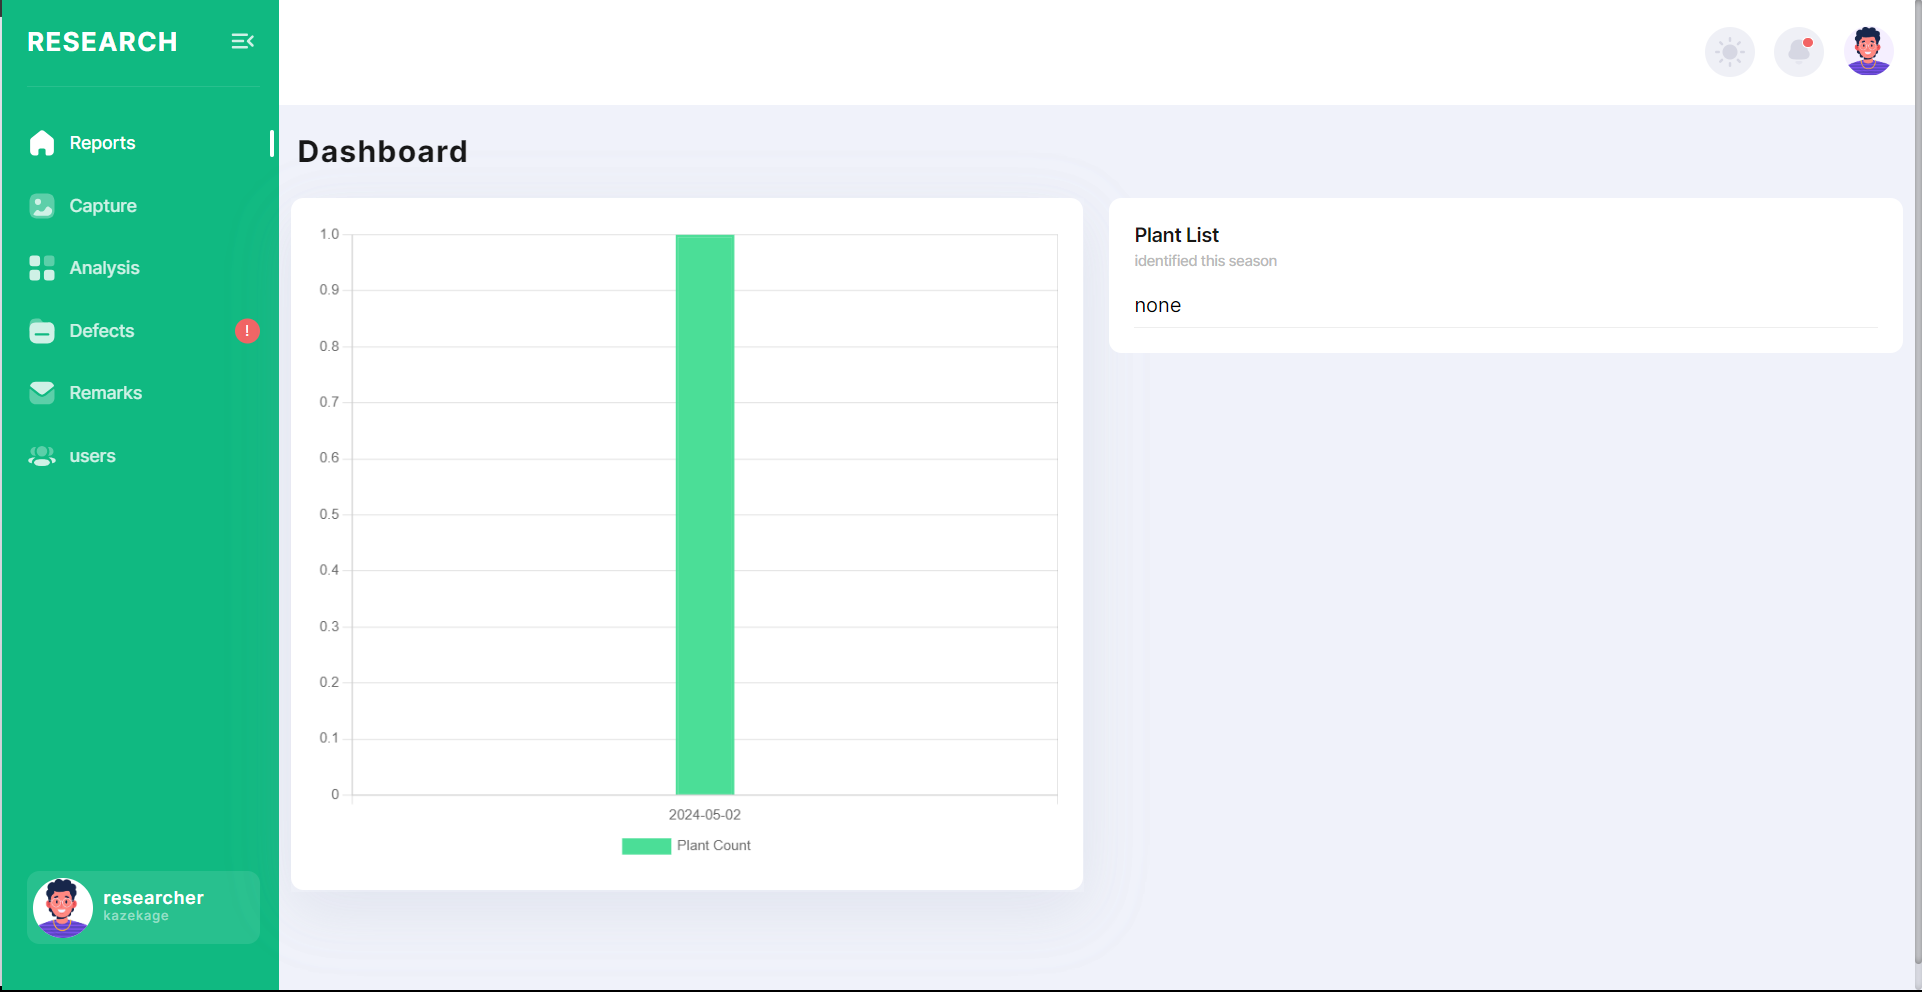 RESEARCH
Reports
Capture
Analysis
Defects
!
Remarks
users
researcher
kazekage
Dashboard
1.0
0.9
0.8
0.7
0.6
0.5
0.4
0.3
0.2
0.1
0
2024-05-02
Plant Count
Plant List
identified this season
none